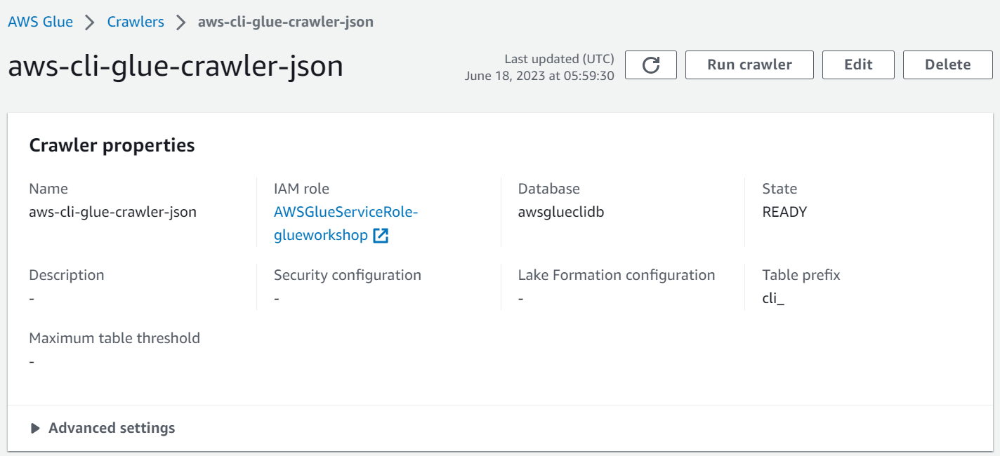 AWS Glue > Crawlers > aws-cli-glue-crawler-json
aws-cli-glue-crawler-json
Last updated (UTC)
June 18, 2023 at 05:59:30
Run crawler
Edit
Delete
Crawler properties
Name
aws-cli-glue-crawler-json
IAM role
AWSGlueServiceRole-
glueworkshop
Database
awsglueclidb
State
READY
Description
-
Security configuration
-
Lake Formation configuration
-
Table prefix
cli_
Maximum table threshold
-
Advanced settings